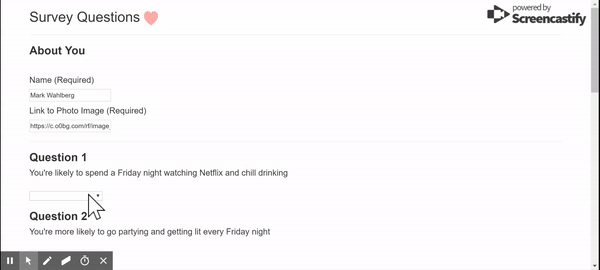 powered by
Screencastify
Survey Questions
About You
Name (Required)
Mark Wahlberg
Link to Photo Image (Required)
https://c.o0bg.com/rf/image
Question 1
You're likely to spend a Friday night watching Netflix and chill drinking
Question 2
You're more likely to go partying and getting lit every Friday night